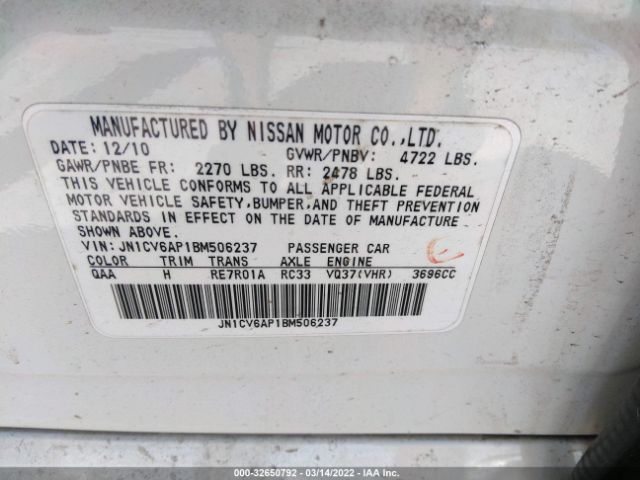 MANUFACTURED BY NISSAN MOTOR CO.,LTD.
DATE: 12/10 GVWR/PNBV: 4722 LBS.
GAWR/PNBE FR: 2270 LBS. RR: 2478 LBS.
THIS VEHICLE CONFORMS TO ALL APPLICABLE FEDERAL
MOTOR VEHICLE SAFETY, BUMPER, AND THEFT PREVENTION
STANDARDS IN EFFECT ON THE DATE OF MANUFACTURE
SHOWN ABOVE.
VIN: JN1CV6AP1BM506237 PASSENGER CAR
COLOR TRIM TRANS AXLE ENGINE
QAA H RE7R01A RC33 VQ37(VHR) 3696CC
JN1CV6AP1BM506237
000-32650792 - 03/14/2022 - IAA Inc.